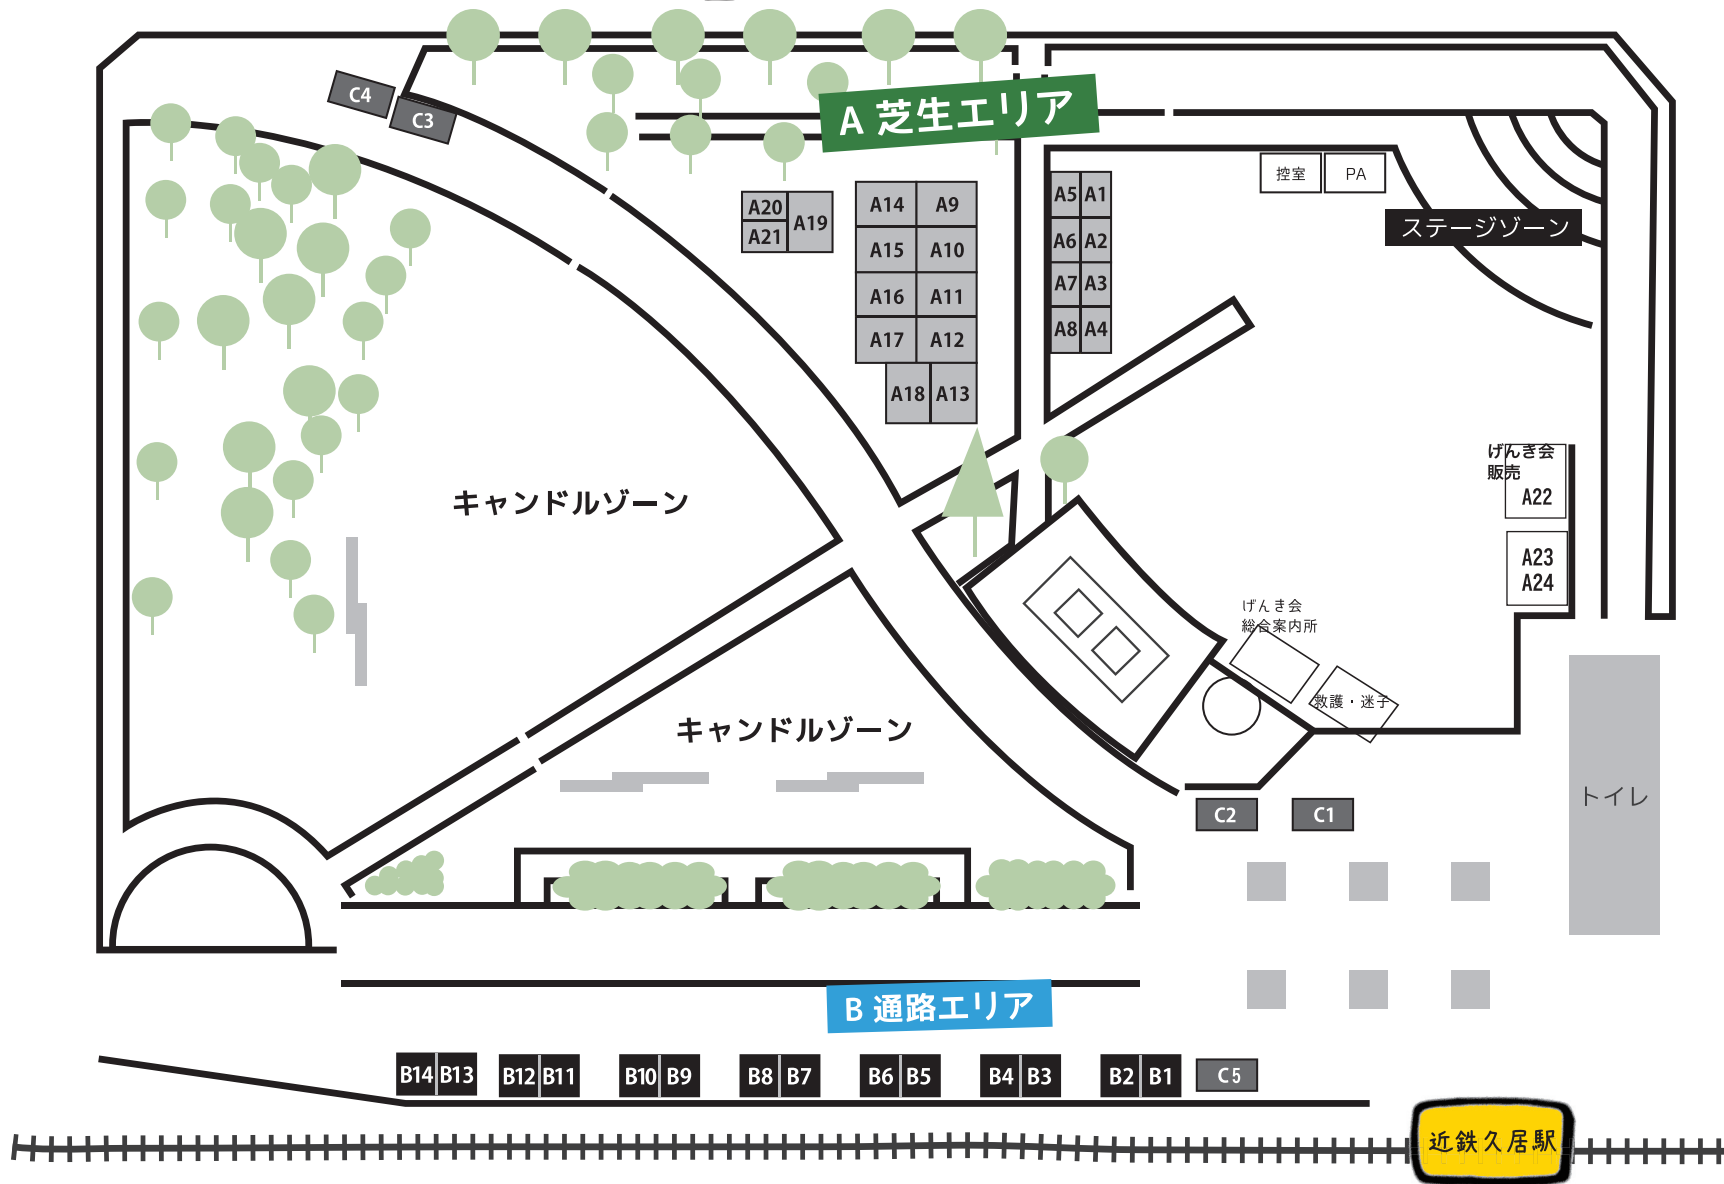 C4
C3
A 芝生エリア
控室
PA
ステージゾーン
A20
A21
A19
A14
A9
A15
A10
A16
A11
A17
A12
A18
A13
A5
A1
A6
A2
A7
A3
A8
A4
げんき会
販売
A22
A23
A24
キャンドルゾーン
げんき会
総合案内所
救護・迷子
キャンドルゾーン
トイレ
C2
C1
B 通路エリア
B14
B13
B12
B11
B10
B9
B8
B7
B6
B5
B4
B3
B2
B1
C5
近鉄久居駅